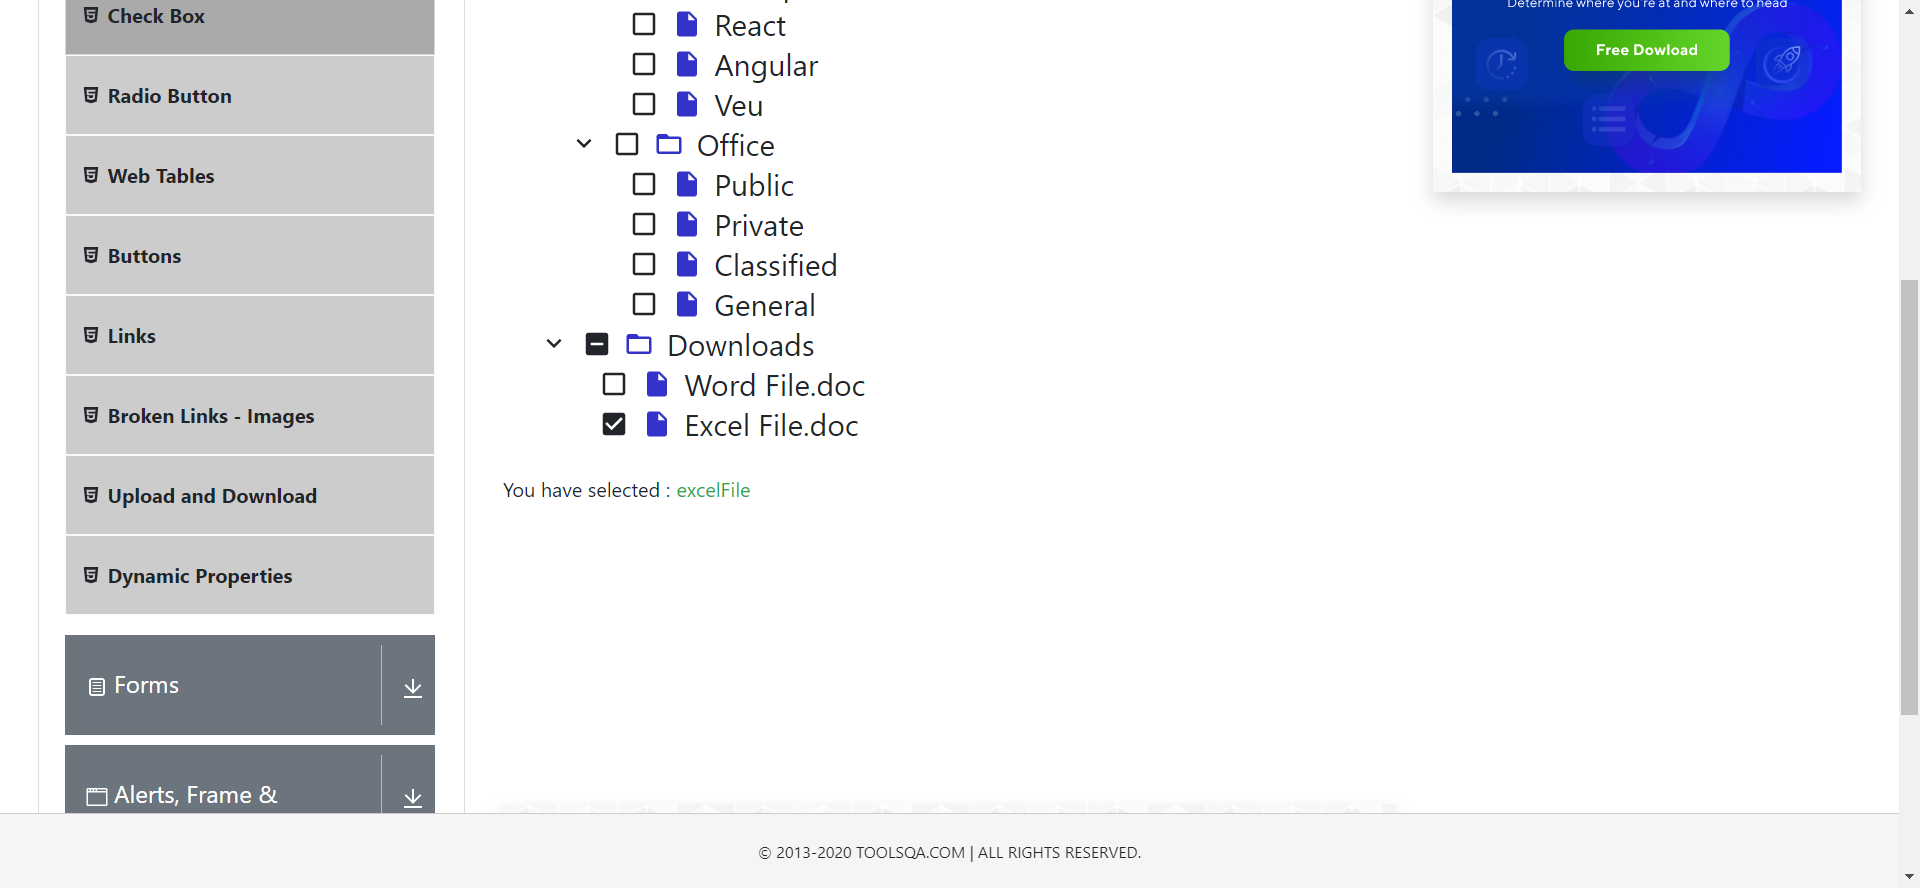 Check Box
Radio Button
Web Tables
Buttons
Links
Broken Links - Images
Upload and Download
Dynamic Properties
Forms
Alerts, Frame &
React
Angular
Veu
Office
Public
Private
Classified
General
Downloads
Word File.doc
Excel File.doc
You have selected : excelFile
Determine where you're at and where to head
Free Dowload
© 2013-2020 TOOLSQA.COM | ALL RIGHTS RESERVED.